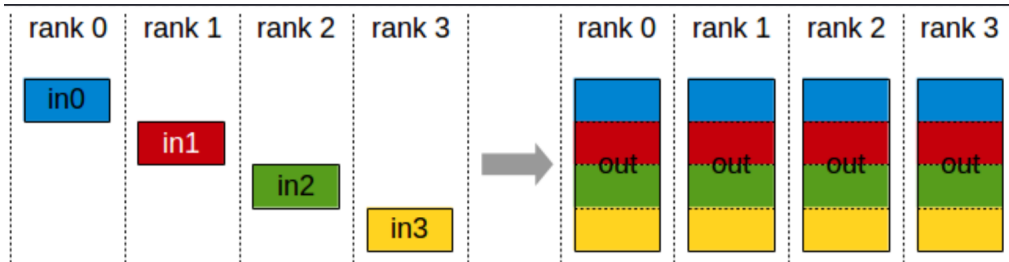 rank 0 rank 1 rank 2 rank 3 rank 0 rank 1 rank 2 rank 3
in0
in1
out out out out
in2
in3